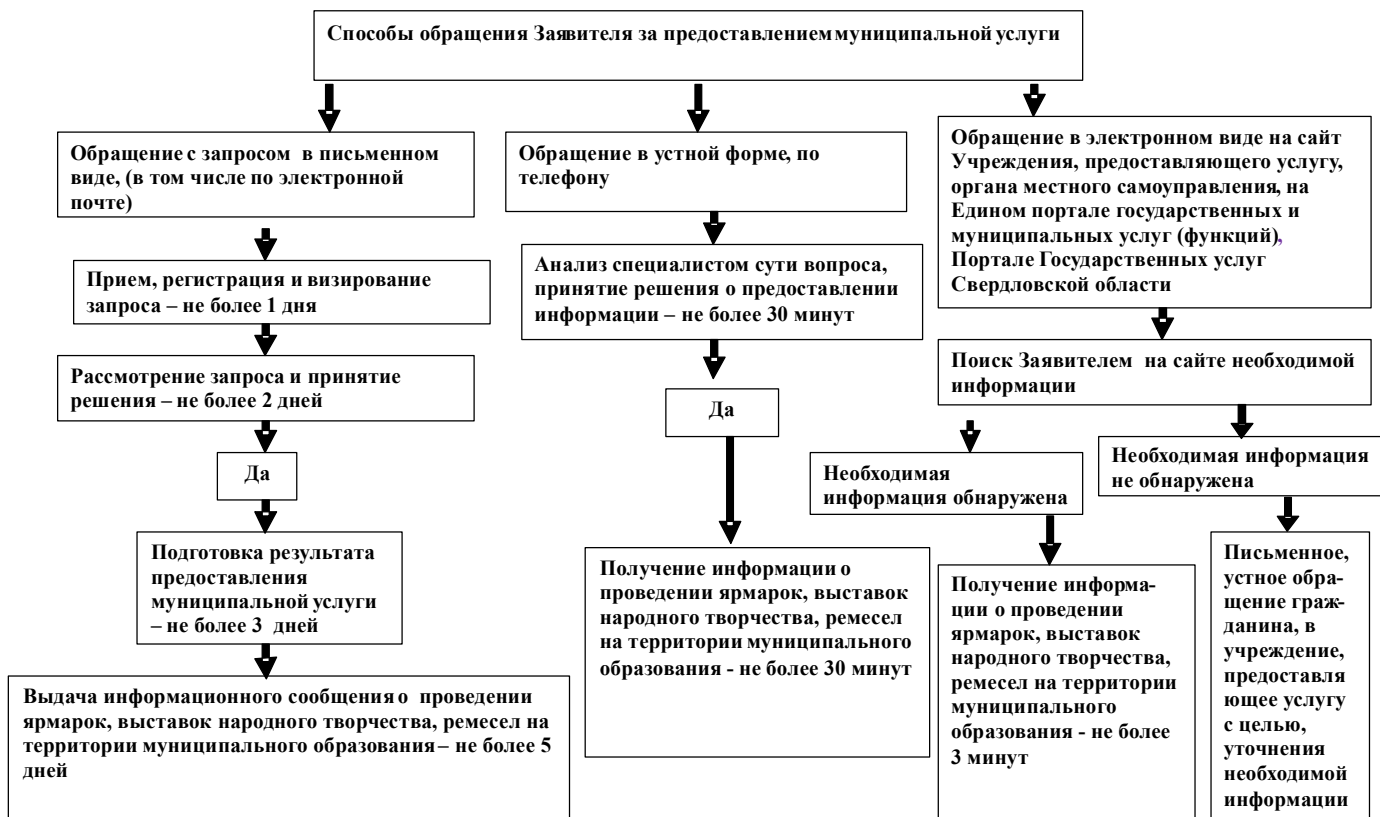 Способы обращения Заявителя за предоставлением муниципальной услуги
Обращение с запросом в письменном
виде, (в том числе по электронной
почте)
Прием, регистрация и визирование
запроса – не более 1 дня
Рассмотрение запроса и принятие
решения – не более 2 дней
Да
Подготовка результата
предоставления
муниципальной услуги
– не более 3 дней
Выдача информационного сообщения о проведении
ярмарок, выставок народного творчества, ремесел на
территории муниципального образования – не более 5
дней
Обращение в устной форме, по
телефону
Анализ специалистом сути вопроса,
принятие решения о предоставлении
информации – не более 30 минут
Да
Получение информации о
проведении ярмарок, выставок
народного творчества, ремесел
на территории муниципального
образования - не более 30 минут
Обращение в электронном виде на сайт
Учреждения, предоставляющего услугу,
органа местного самоуправления, на
Едином портале государственных и
муниципальных услуг (функций),
Портале Государственных услуг
Свердловской области
Поиск Заявителем на сайте необходимой
информации
Необходимая
информация обнаружена
Получение информа-
ции о проведении
ярмарок, выставок
народного творчества,
ремесел на территории
муниципального
образования - не более
3 минут
Необходимая информация
не обнаружена
Письменное,
устное обра-
щение граж-
данина, в
учреждение,
предоставля
ющее услугу
с целью,
уточнения
необходимой
информации